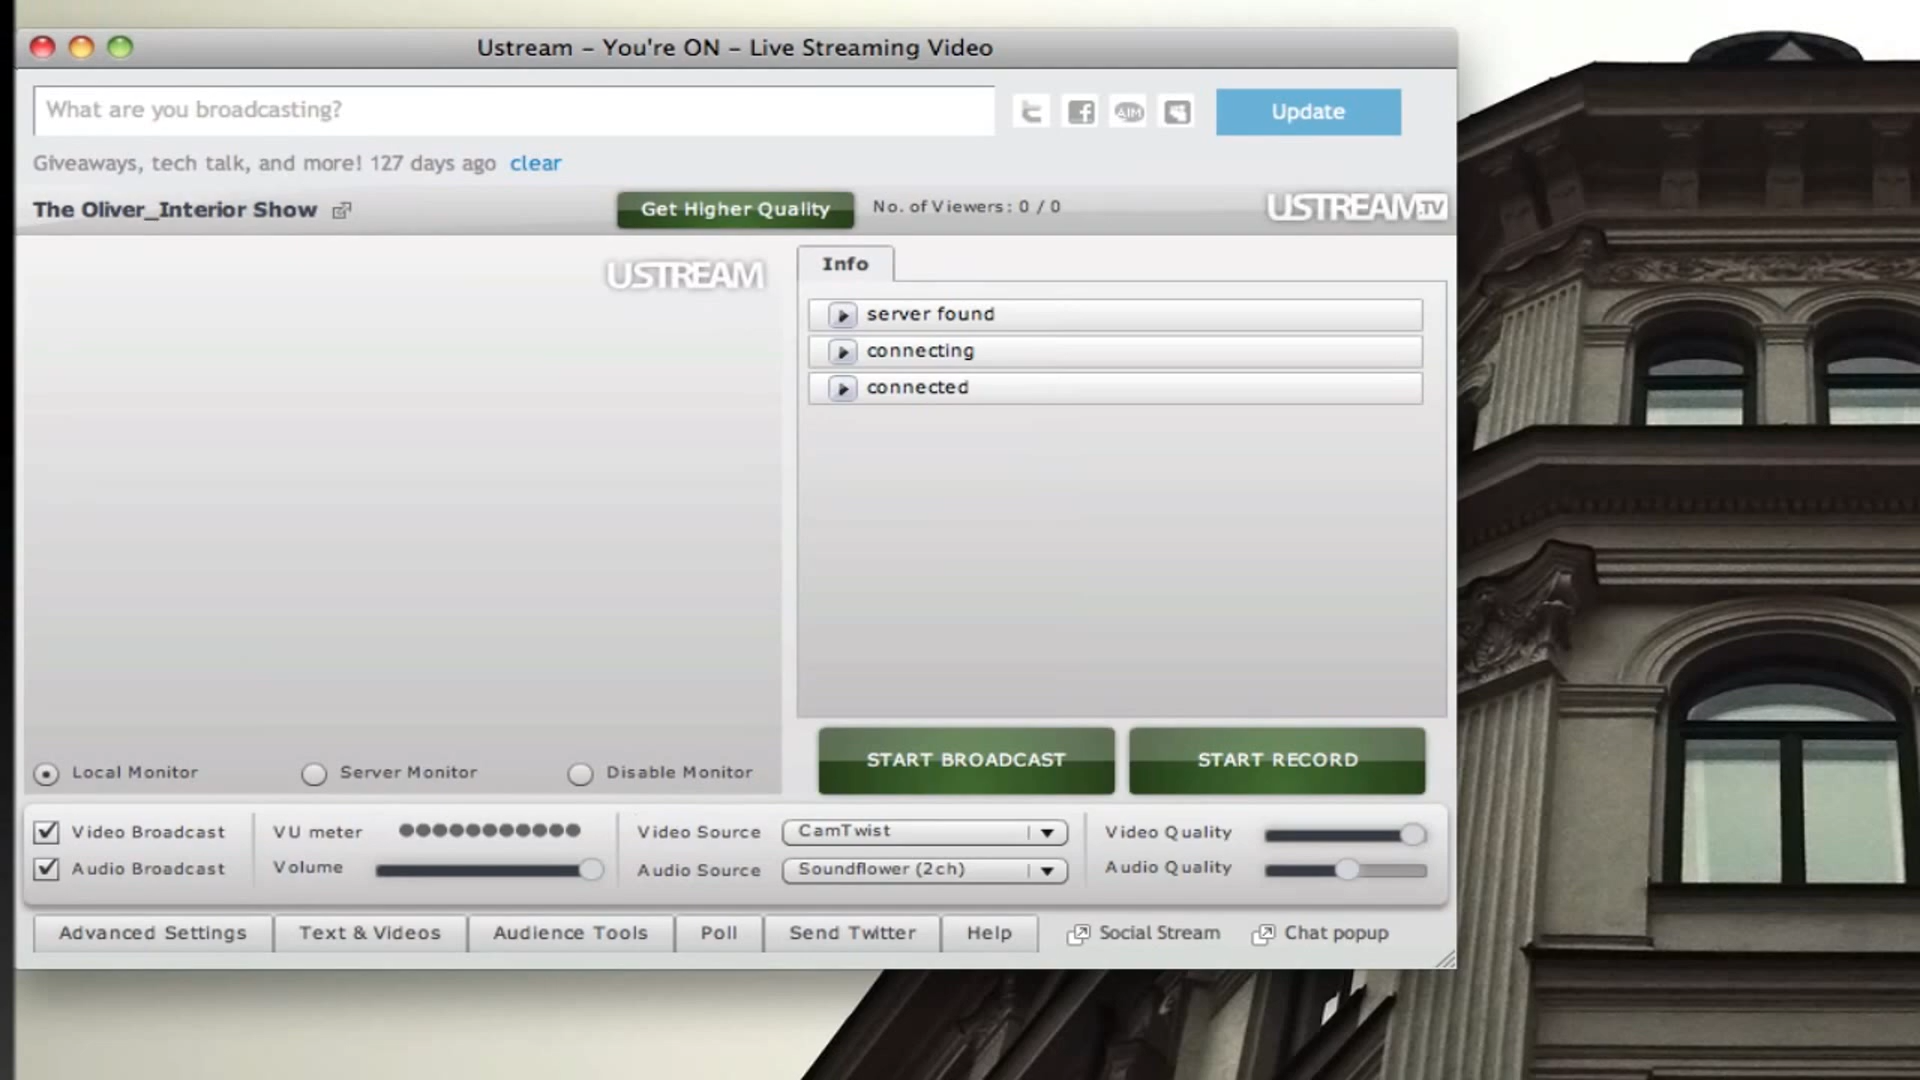 Ustream – You're ON – Live Streaming Video
What are you broadcasting?
AIM
Update
Giveaways, tech talk, and more! 127 days ago clear
The Oliver_Interior Show
Get Higher Quality
No. of Viewers: 0 / 0
USTREAM.TV
USTREAM
Info
server found
connecting
connected
START BROADCAST
START RECORD
Local Monitor
Server Monitor
Disable Monitor
Video Broadcast
VU meter
Video Source
CamTwist
Video Quality
Audio Broadcast
Volume
Audio Source
Soundflower (2ch)
Audio Quality
Advanced Settings
Text & Videos
Audience Tools
Poll
Send Twitter
Help
Social Stream
Chat popup